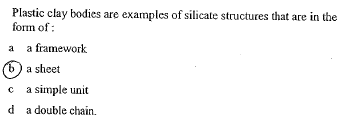 Plastic clay bodies are examples of silicate structures that are in the
form of :
a a framework
b a sheet
c a simple unit
d a double chain.